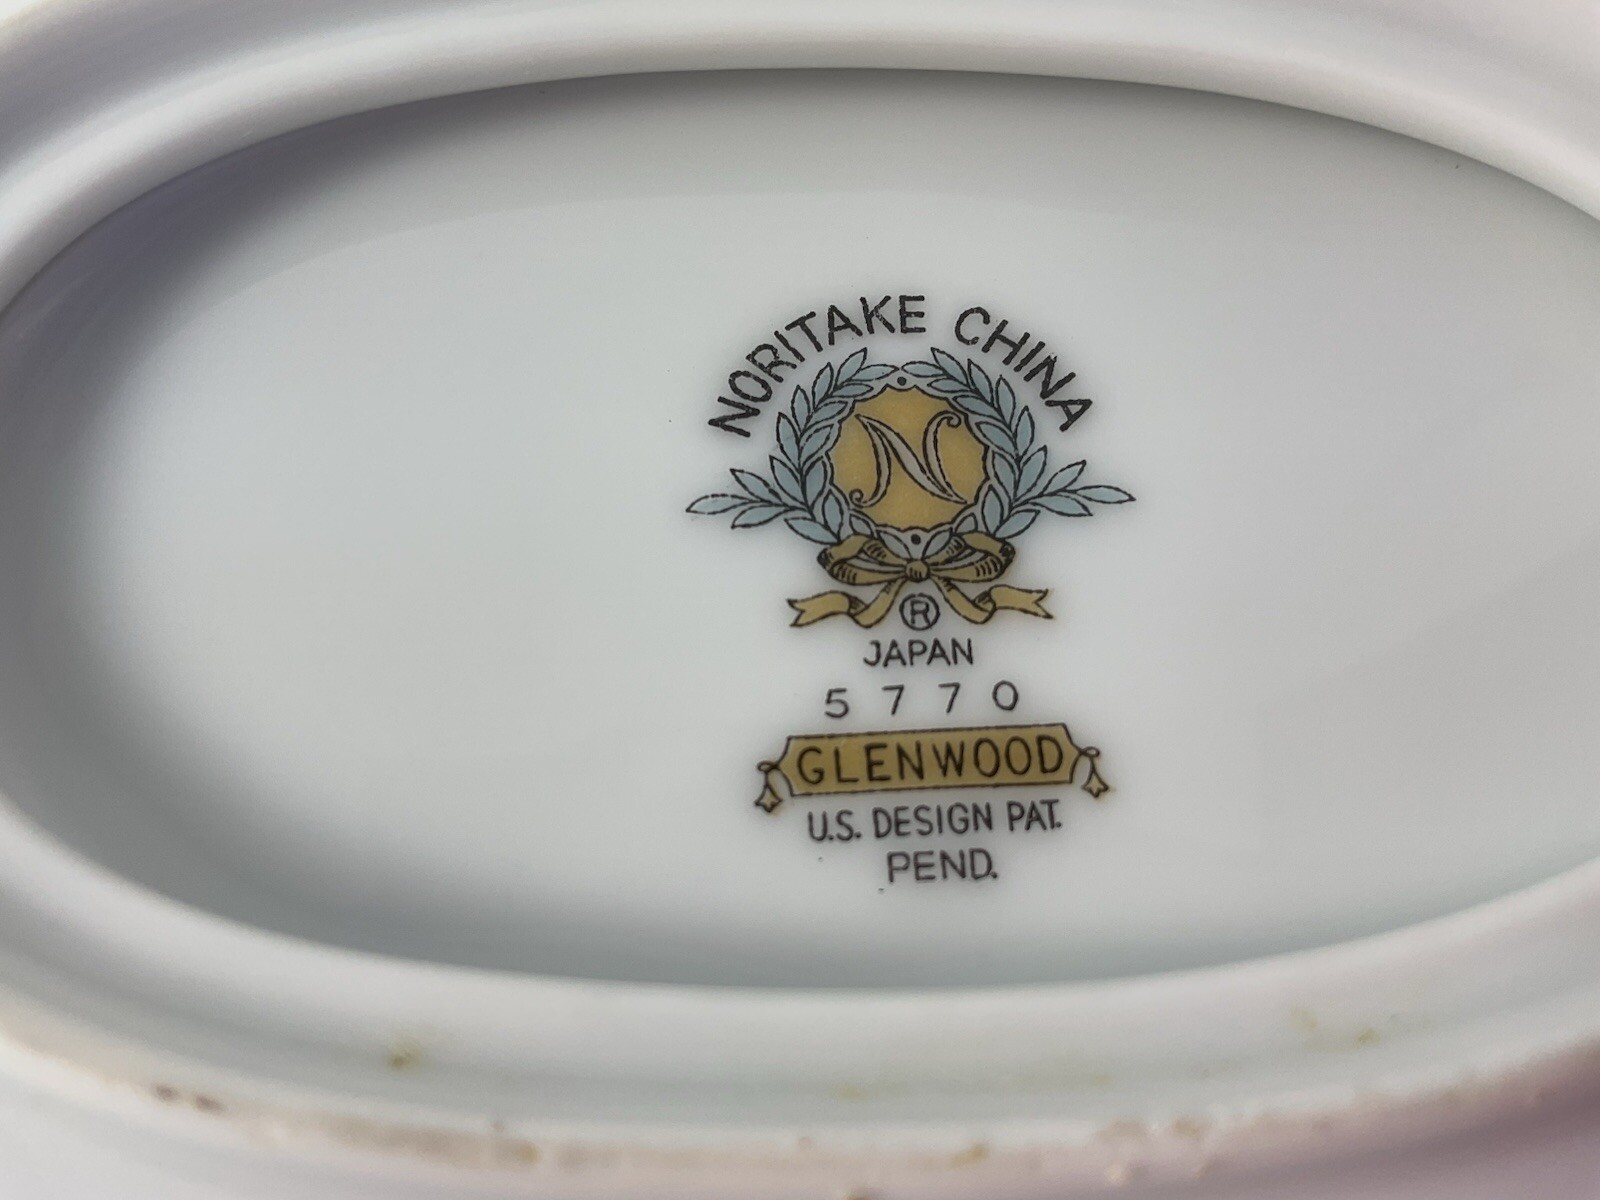 NORITAKE CHINA
N
®
JAPAN
5770
GLENWOOD
U.S. DESIGN PAT.
PEND.